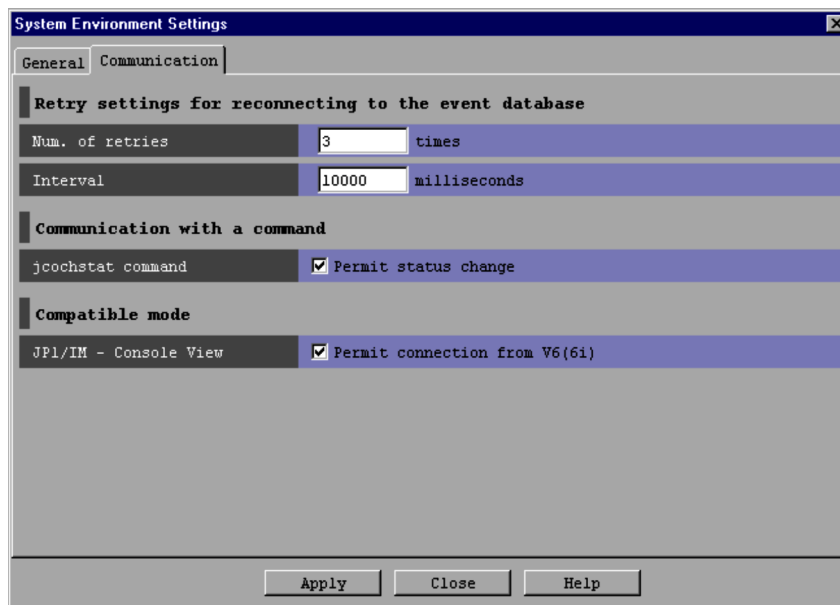 System Environment Settings
General Communication
Retry settings for reconnecting to the event database
Num. of retries 3 times
Interval 10000 milliseconds
Communication with a command
jcochstat command Permit status change
Compatible mode
JP1/IM - Console View Permit connection from V6(6i)
Apply Close Help